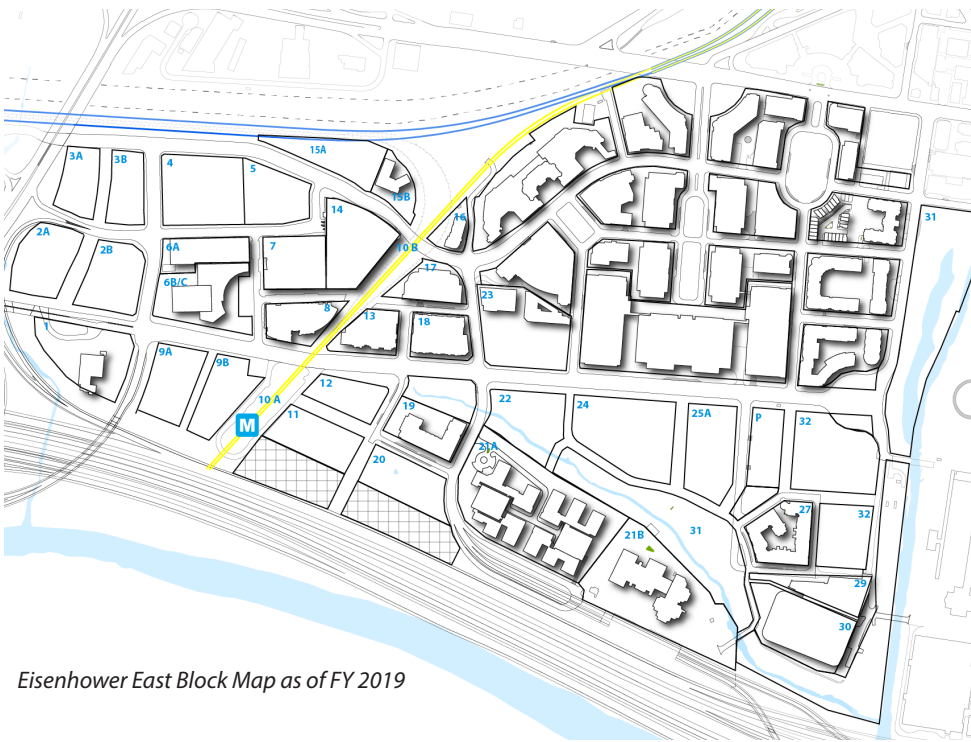 15A
3A
3B
4
5
15B
14
16
31
2A
2B
6A
7
10 B
17
6B/C
23
8
13
18
1
9A
9B
12
10 A
19
22
24
25A
P
32
11
M
21A
20
27
32
31
21B
29
30
Eisenhower East Block Map as of FY 2019